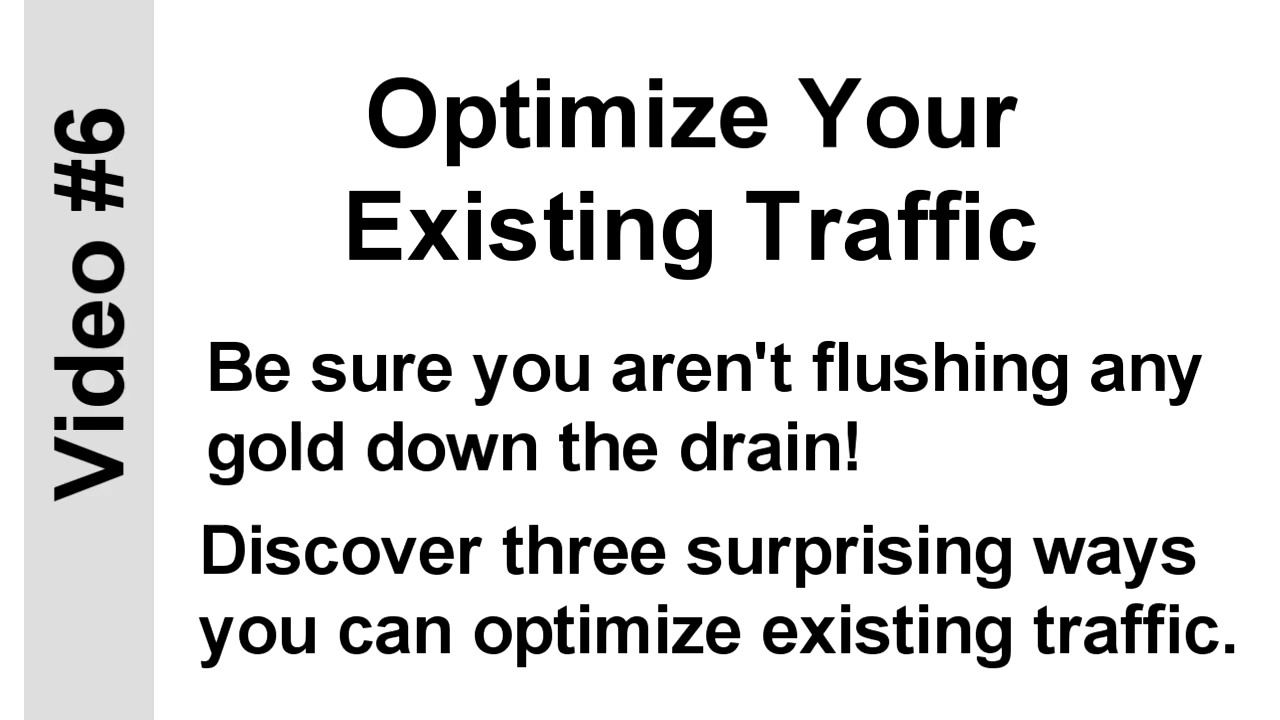 Video #6
Optimize Your
Existing Traffic
Be sure you aren't flushing any
gold down the drain!
Discover three surprising ways
you can optimize existing traffic.